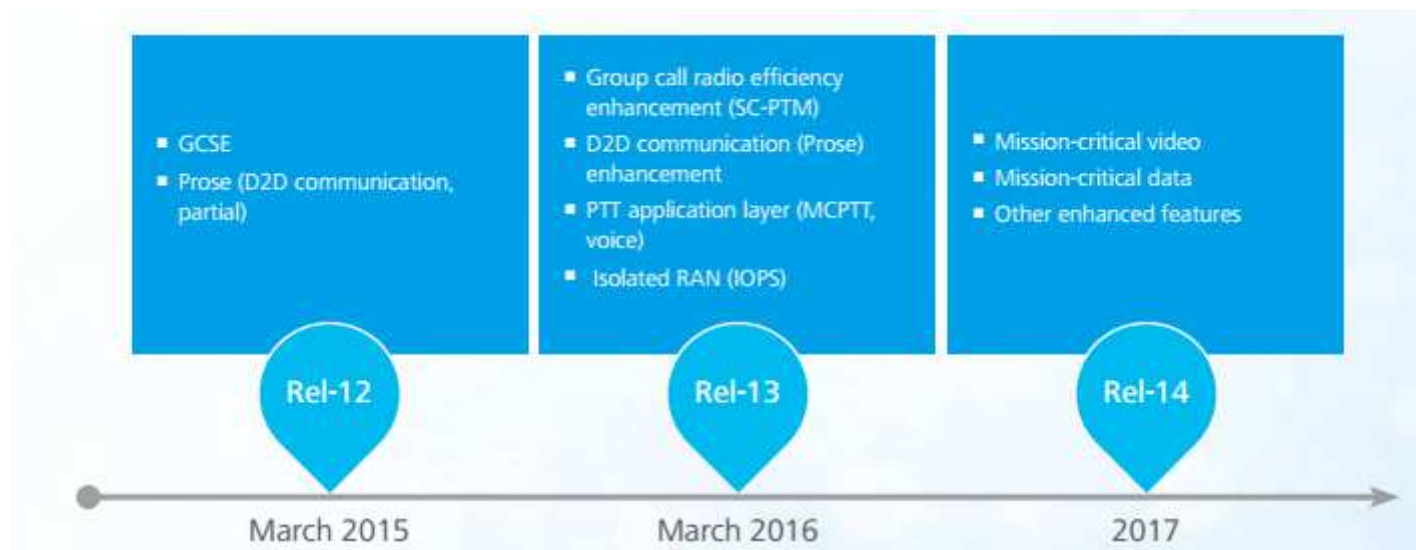 ▪ GCSE
▪ Prose (D2D communication,
partial)
Rel-12
March 2015
▪ Group call radio efficiency
enhancement (SC-PTM)
▪ D2D communication (Prose)
enhancement
▪ PTT application layer (MCPTT,
voice)
▪ Isolated RAN (IOPS)
Rel-13
March 2016
▪ Mission-critical video
▪ Mission-critical data
▪ Other enhanced features
Rel-14
2017